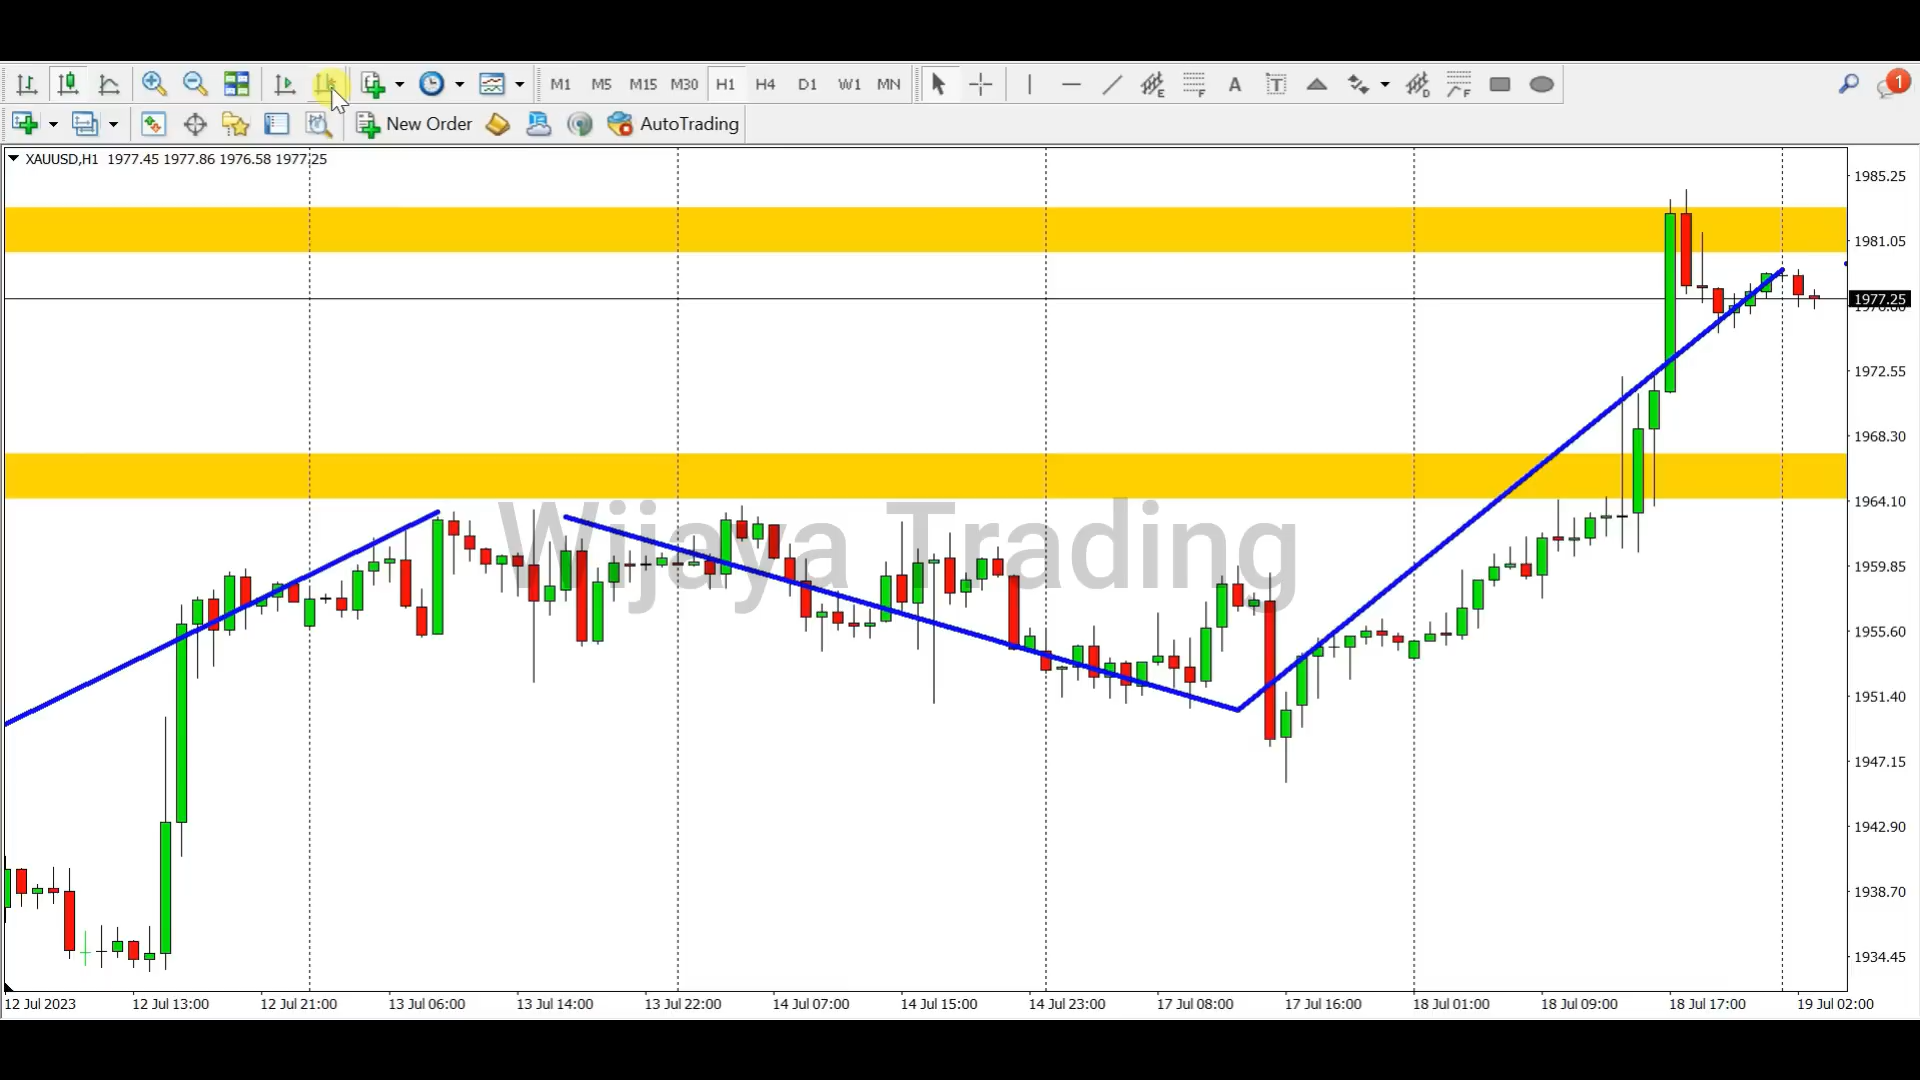 M1 M5 M15 M30 H1 H4 D1 W1 MN E F A T D F 1
New Order AutoTrading
XAUUSD,H1 1977.45 1977.86 1976.58 1977.25
1985.25
1981.05
1977.25
1972.55
1968.30
1964.10
Wijaya Trading
1959.85
1955.60
1951.40
1947.15
1942.90
1938.70
1934.45
12 Jul 2023 12 Jul 13:00 12 Jul 21:00 13 Jul 06:00 13 Jul 14:00 13 Jul 22:00 14 Jul 07:00 14 Jul 15:00 14 Jul 23:00 17 Jul 08:00 17 Jul 16:00 18 Jul 01:00 18 Jul 09:00 18 Jul 17:00 19 Jul 02:00